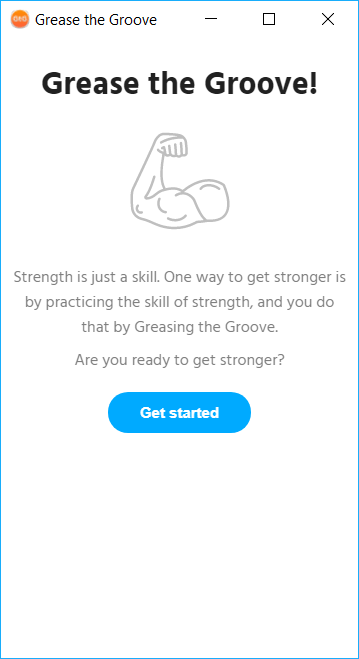 Grease the Groove
Grease the Groove!
Strength is just a skill. One way to get stronger is
by practicing the skill of strength, and you do
that by Greasing the Groove.
Are you ready to get stronger?
Get started